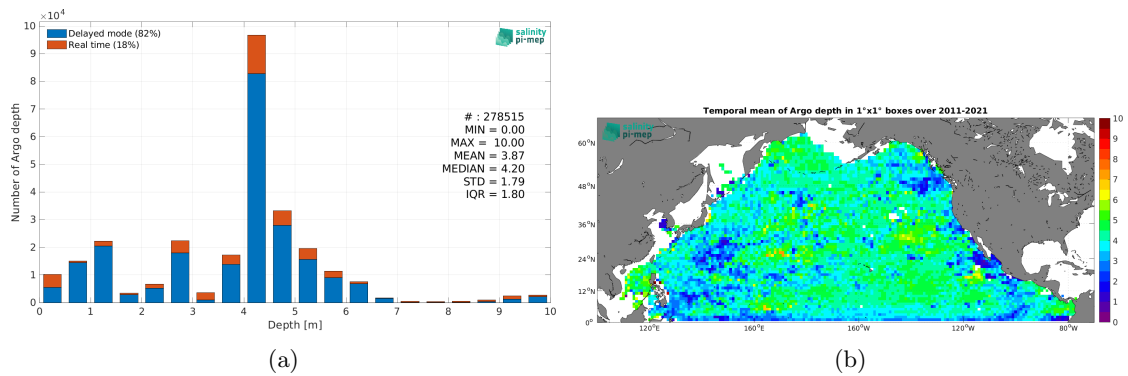 ×10⁴
Delayed mode (82%)
Real time (18%)
salinity
pi-mep
10
9
8
7
6
5
4
3
2
1
0
Number of Argo depth
# : 278515
MIN = 0.00
MAX = 10.00
MEAN = 3.87
MEDIAN = 4.20
STD = 1.79
IQR = 1.80
0 1 2 3 4 5 6 7 8 9 10
Depth [m]
(a)
Temporal mean of Argo depth in 1°x1° boxes over 2011-2021
salinity
pi-mep
60°N
48°N
36°N
24°N
12°N
0°
120°E 160°E 160°W 120°W 80°W
10
9
8
7
6
5
4
3
2
1
0
(b)